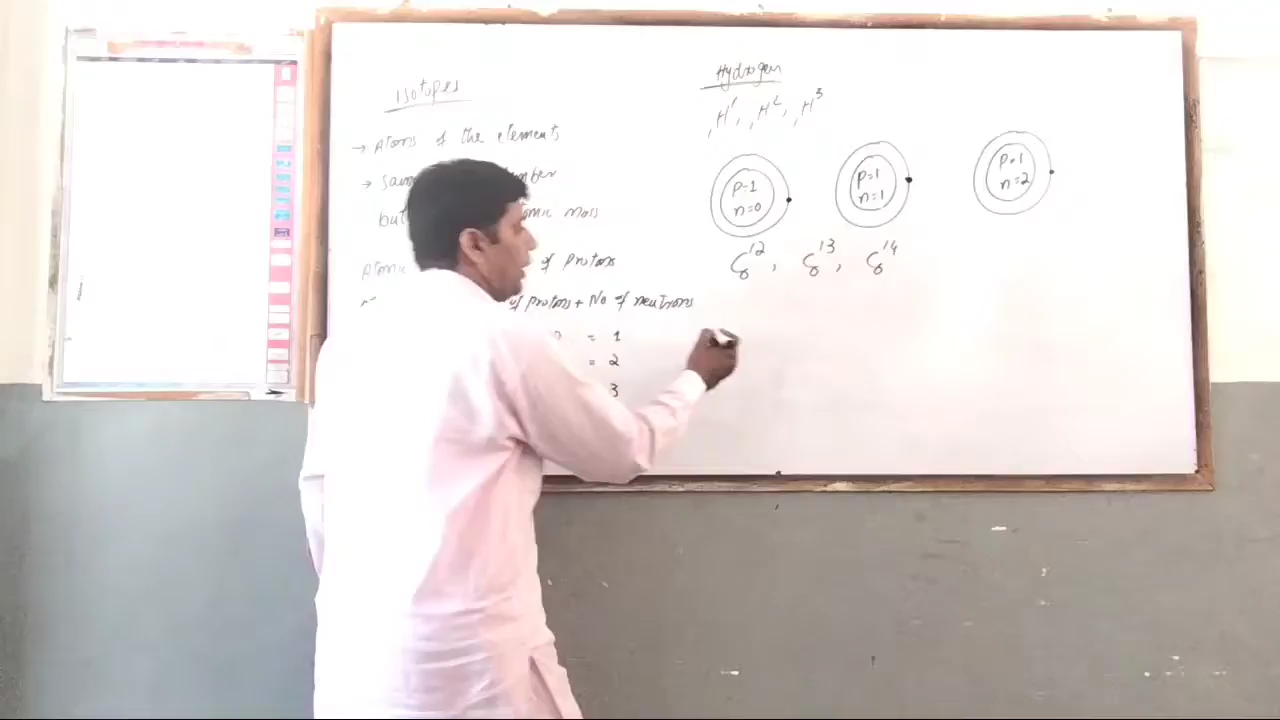 Isotopes
→ Atoms of the elements
→ Same
but atomic mass
Atomic of Protons
of protons + No of neutrons
= 1
= 2
3
Hydrogen
₁H¹, ₁H², ₁H³
P=1
n=0
P=1
n=1
P=1
n=2
C₆¹², C₆¹³, C₆¹⁴